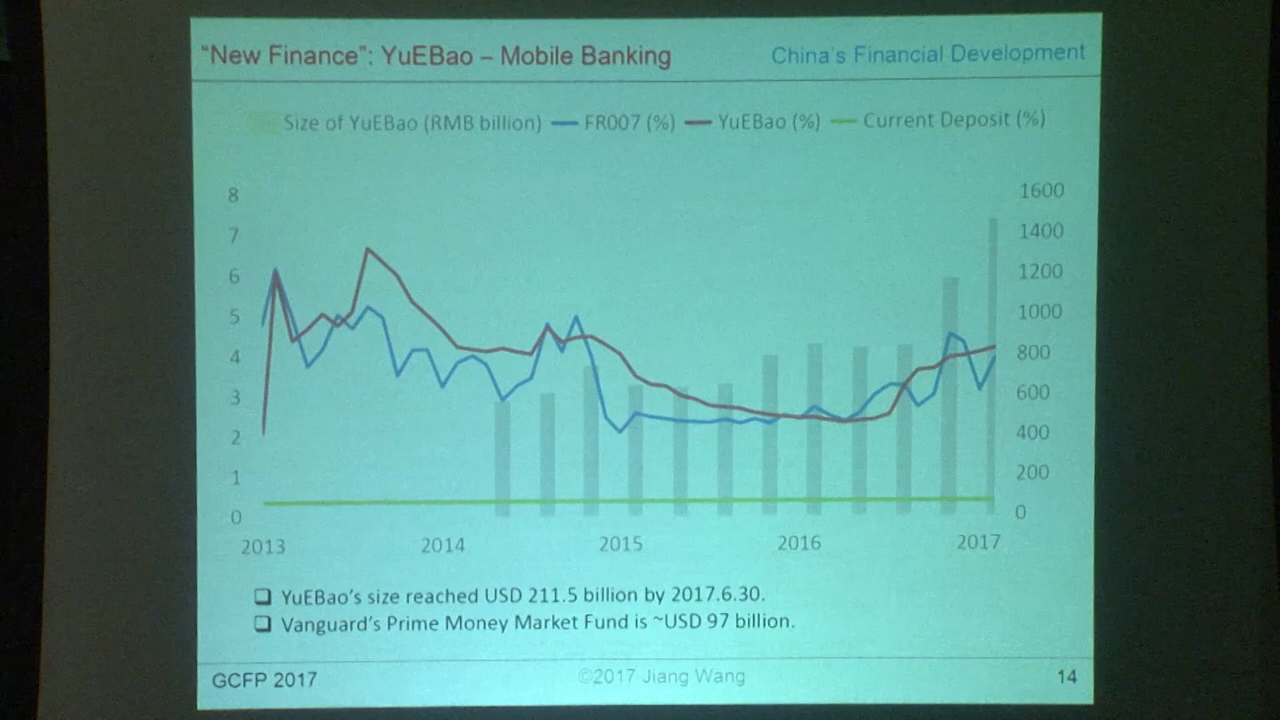 “New Finance”: YuEBao – Mobile Banking
China's Financial Development
Size of YuEBao (RMB billion) FR007 (%) YuEBao (%) Current Deposit (%)
8
7
6
5
4
3
2
1
0
1600
1400
1200
1000
800
600
400
200
0
2013 2014 2015 2016 2017
❑ YuEBao’s size reached USD 211.5 billion by 2017.6.30.
❑ Vanguard’s Prime Money Market Fund is ~USD 97 billion.
GCFP 2017
©2017 Jiang Wang
14